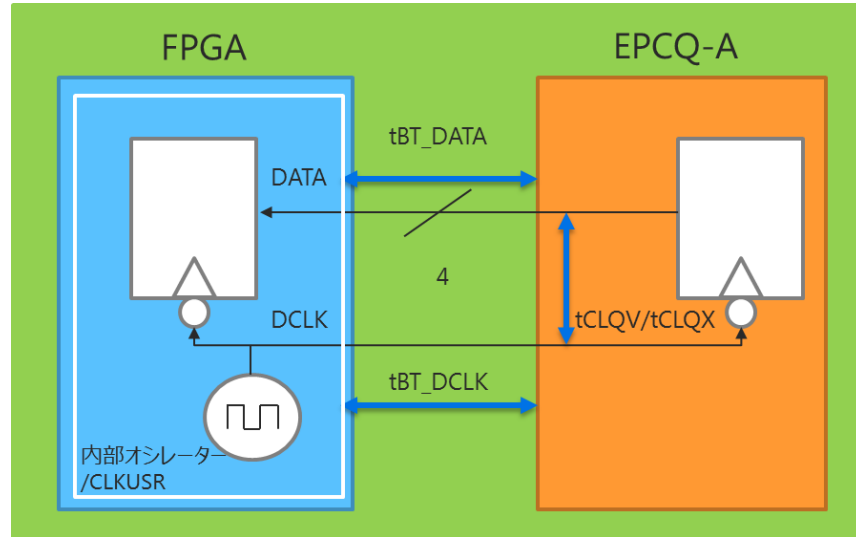 FPGA
EPCQ-A
tBT_DATA
DATA
4
DCLK
tCLQV/tCLQX
tBT_DCLK
内部オシレーター
/CLKUSR